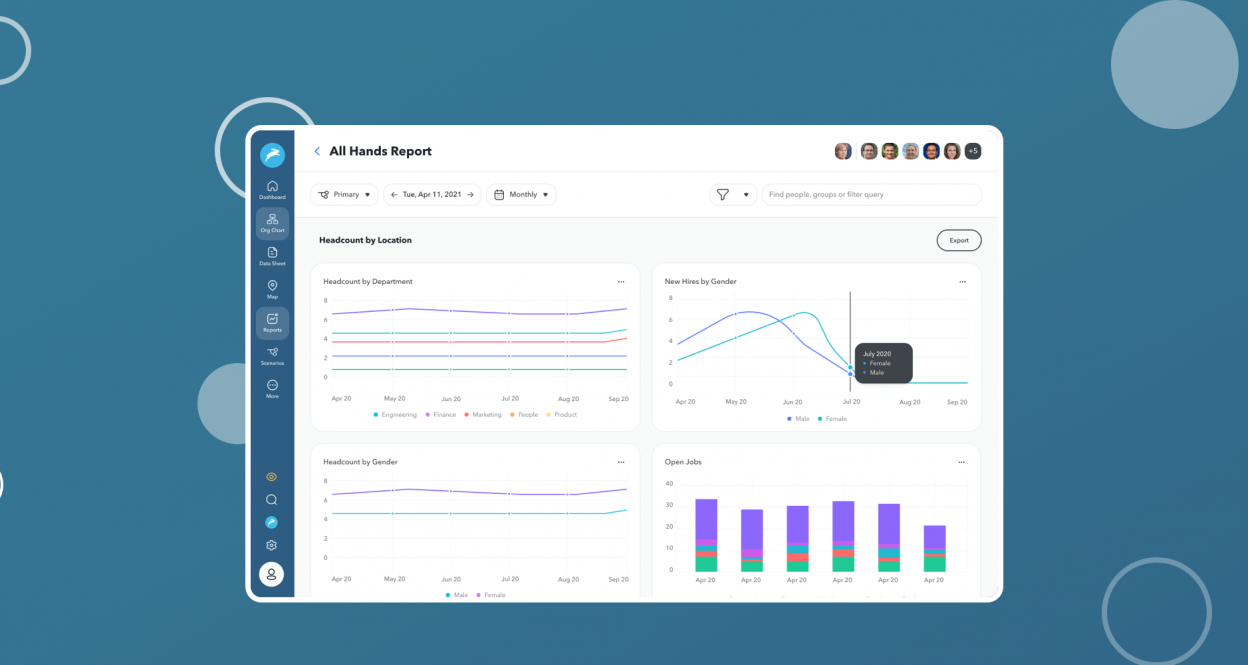 All Hands Report
+5
Dashboard
Org Chart
Data Sheet
Map
Reports
Scenarios
More
Primary
Tue, Apr 11, 2021
Monthly
Find people, groups or filter query
Headcount by Location
Export
Headcount by Department
8
6
4
2
0
Apr 20 May 20 Jun 20 Jul 20 Aug 20 Sep 20
Engineering Finance Marketing People Product
New Hires by Gender
8
6
4
2
0
July 2020
Female
Male
Apr 20 May 20 Jun 20 Jul 20 Aug 20 Sep 20
Male Female
Headcount by Gender
8
6
4
2
0
Apr 20 May 20 Jun 20 Jul 20 Aug 20 Sep 20
Male Female
Open Jobs
40
30
20
10
0
Apr 20 Apr 20 Apr 20 Apr 20 Apr 20 Apr 20